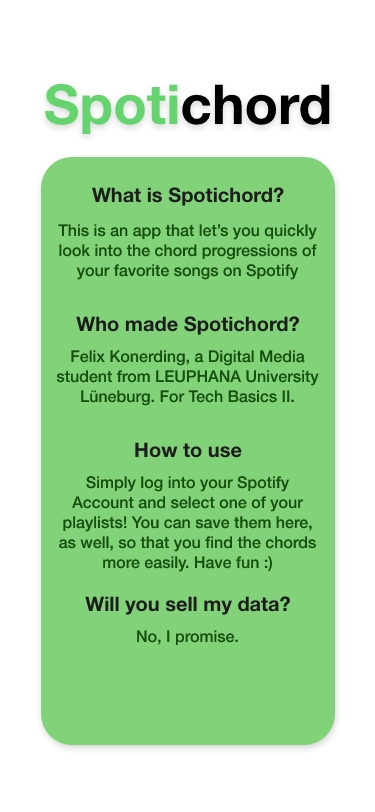 Spotichord
What is Spotichord?
This is an app that let’s you quickly
look into the chord progressions of
your favorite songs on Spotify
Who made Spotichord?
Felix Konerding, a Digital Media
student from LEUPHANA University
Lüneburg. For Tech Basics II.
How to use
Simply log into your Spotify
Account and select one of your
playlists! You can save them here,
as well, so that you find the chords
more easily. Have fun :)
Will you sell my data?
No, I promise.